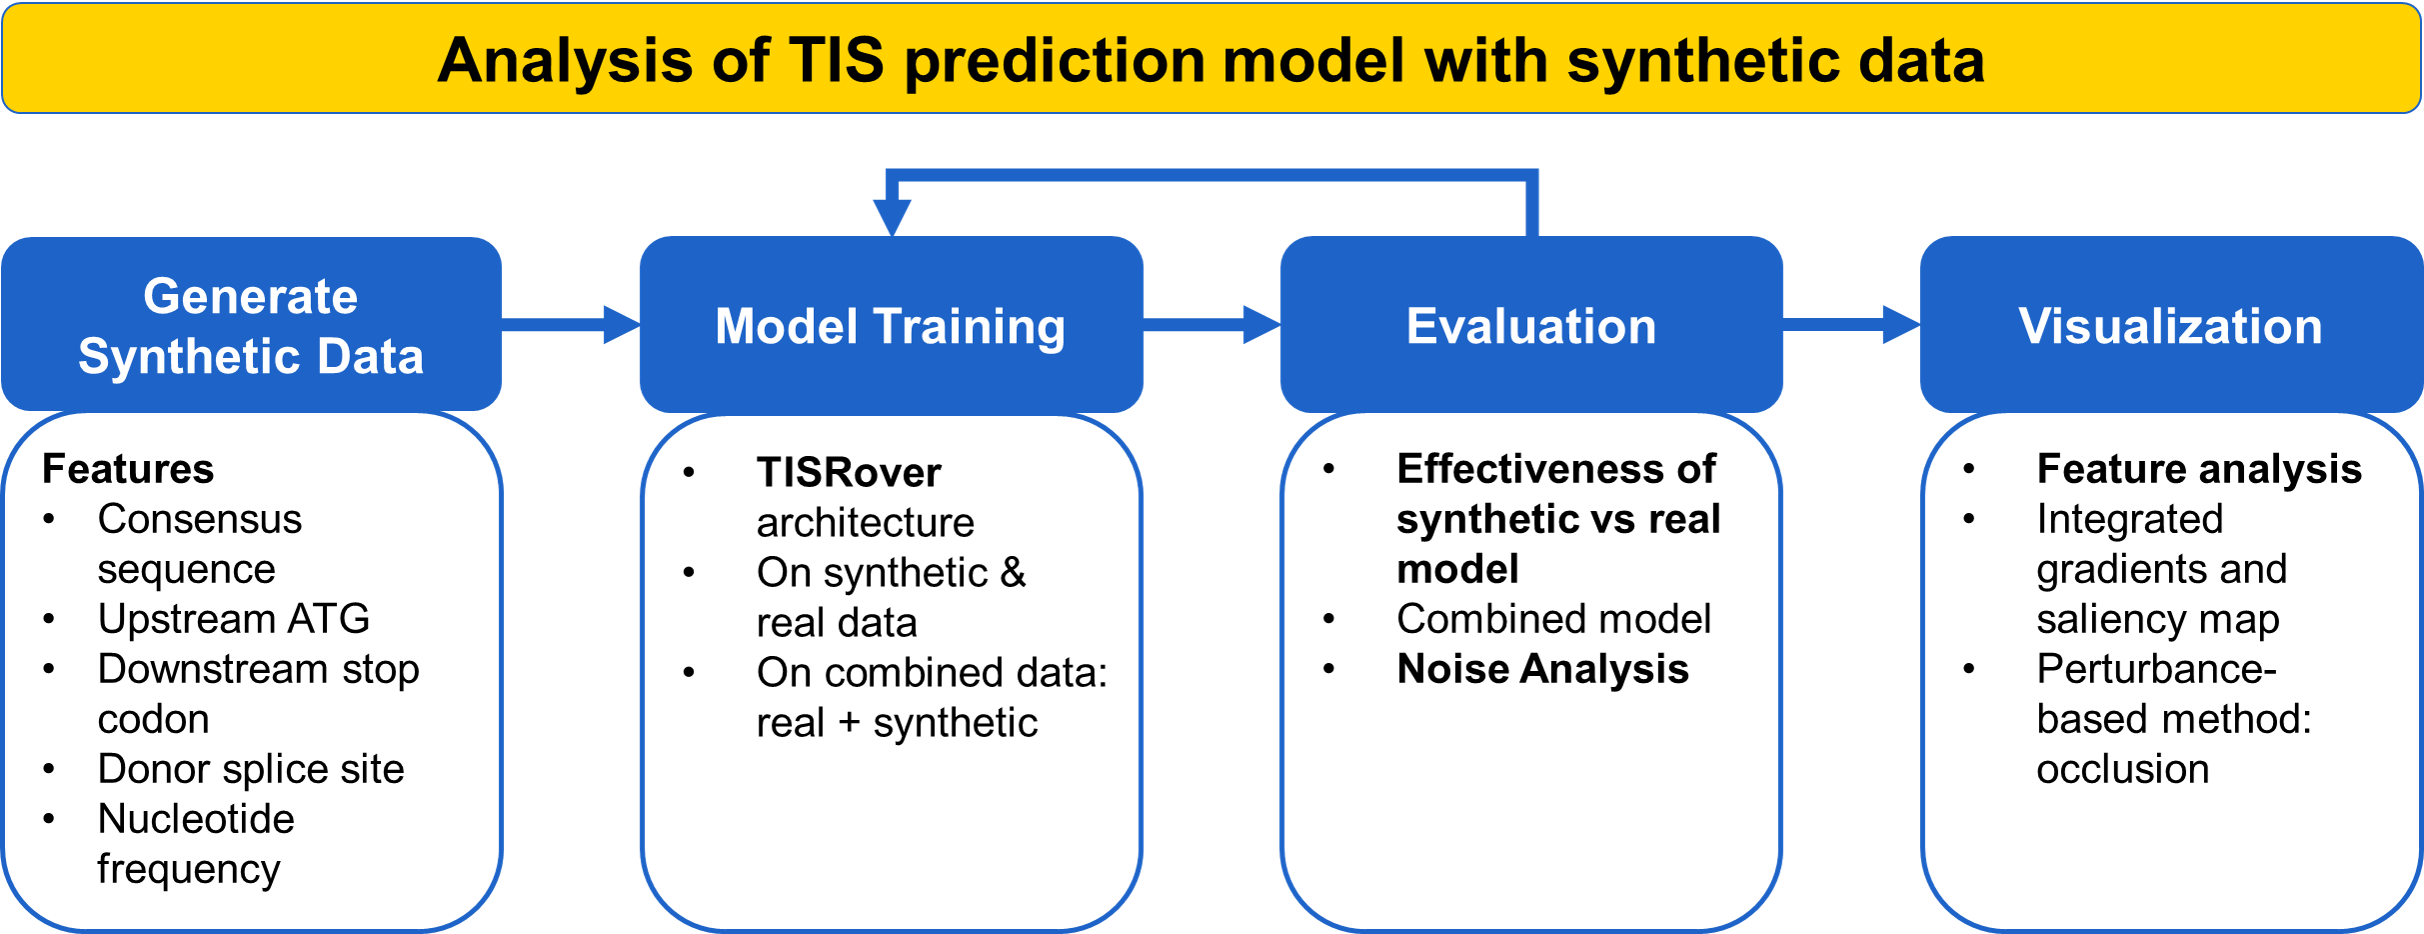 Analysis of TIS prediction model with synthetic data
Generate
Synthetic Data
Features
• Consensus
sequence
• Upstream ATG
• Downstream stop
codon
• Donor splice site
• Nucleotide
frequency
Model Training
• TISRover
architecture
• On synthetic &
real data
• On combined data:
real + synthetic
Evaluation
• Effectiveness of
synthetic vs real
model
• Combined model
• Noise Analysis
Visualization
• Feature analysis
• Integrated
gradients and
saliency map
• Perturbance-
based method:
occlusion